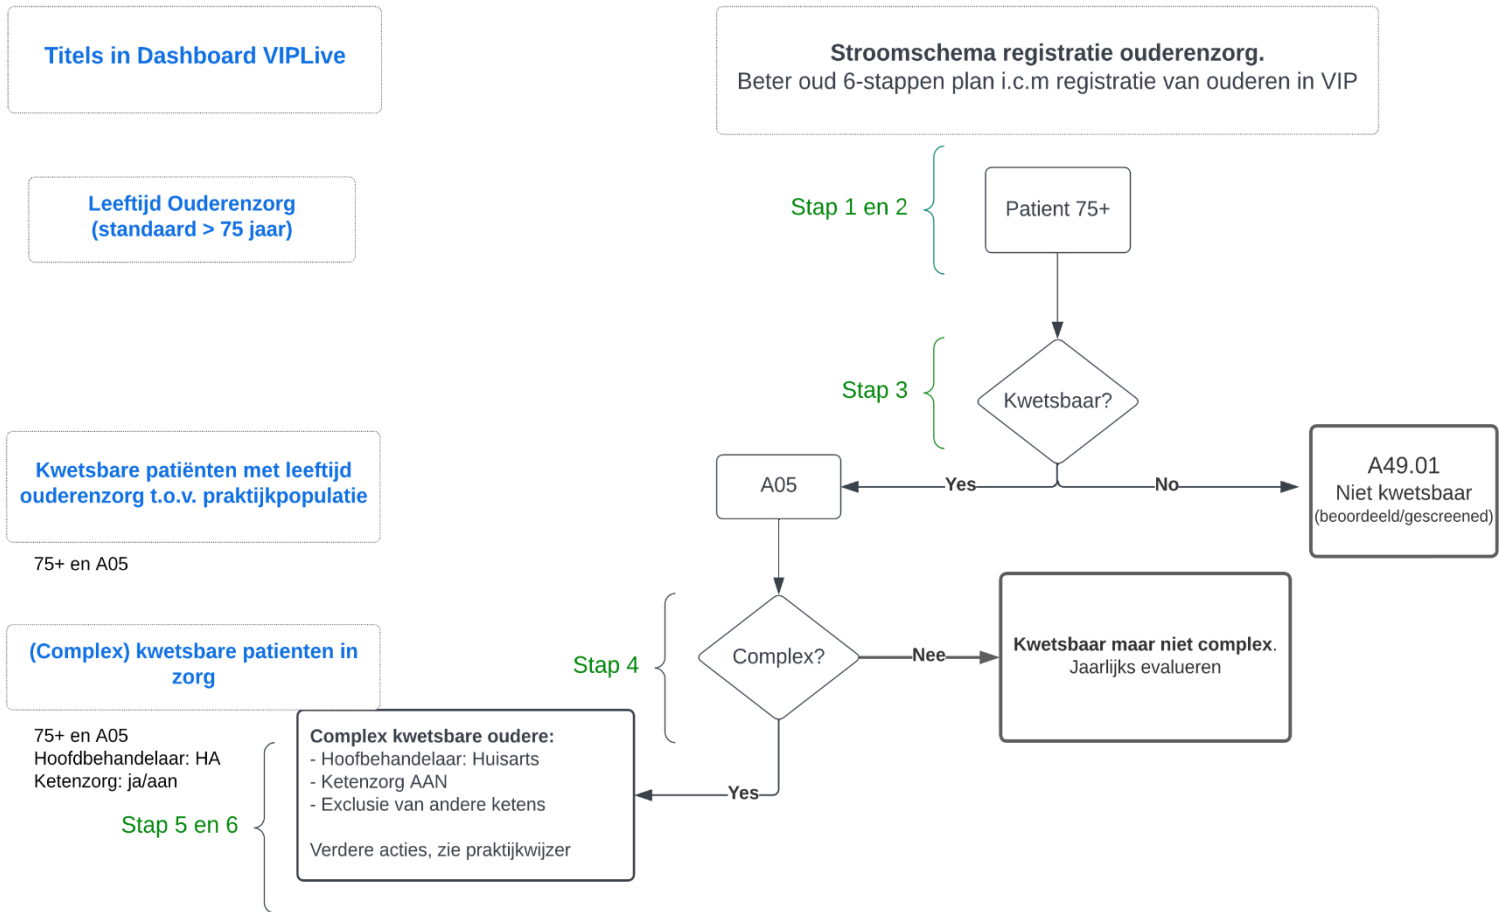 Titels in Dashboard VIPLive
Stroomschema registratie ouderenzorg.
Beter oud 6-stappen plan i.c.m registratie van ouderen in VIP
Leeftijd Ouderenzorg
(standaard > 75 jaar)
Stap 1 en 2
Patient 75+
Stap 3
Kwetsbaar?
Kwetsbare patiënten met leeftijd
ouderenzorg t.o.v. praktijkpopulatie
75+ en A05
A05
Yes
No
A49.01
Niet kwetsbaar
(beoordeeld/gescreened)
(Complex) kwetsbare patienten in
zorg
75+ en A05
Hoofdbehandelaar: HA
Ketenzorg: ja/aan
Stap 4
Complex?
Nee
Kwetsbaar maar niet complex.
Jaarlijks evalueren
Stap 5 en 6
Complex kwetsbare oudere:
- Hoofbehandelaar: Huisarts
- Ketenzorg AAN
- Exclusie van andere ketens
Verdere acties, zie praktijkwijzer
Yes